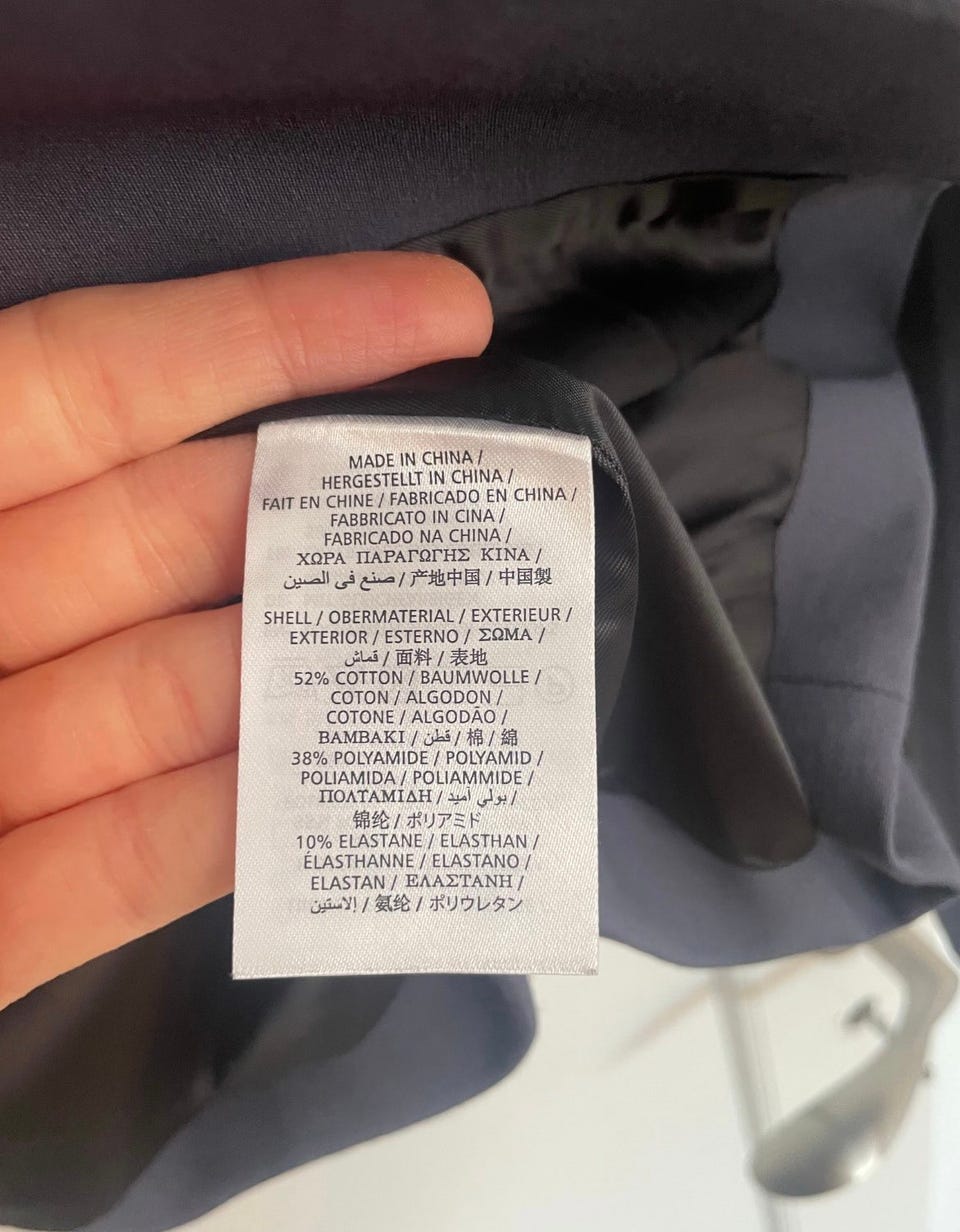 MADE IN CHINA /
HERGESTELLT IN CHINA /
FAIT EN CHINE / FABRICADO EN CHINA /
FABBRICATO IN CINA /
FABRICADO NA CHINA /
ΧΩΡΑ ΠΑΡΑΓΩΓΗΣ ΚΙΝΑ /
صنع في الصين / 产地中国 / 中国製
SHELL / OBERMATERIAL / EXTERIEUR /
EXTERIOR / ESTERNO / ΣΩΜΑ /
قماش / 面料 / 表地
52% COTTON / BAUMWOLLE /
COTON / ALGODON /
COTONE / ALGODÃO /
ΒΑΜΒΑΚΙ / قطن / 棉 / 綿
38% POLYAMIDE / POLYAMID /
POLIAMIDA / POLIAMMIDE /
ΠΟΛΤΑΜΙΔΗ / بولي أميد /
锦纶 / ポリアミド
10% ELASTANE / ELASTHAN /
ÉLASTHANNE / ELASTANO /
ELASTAN / ΕΛΑΣΤΑΝΗ /
إلاستين / 氨纶 / ポリウレタン